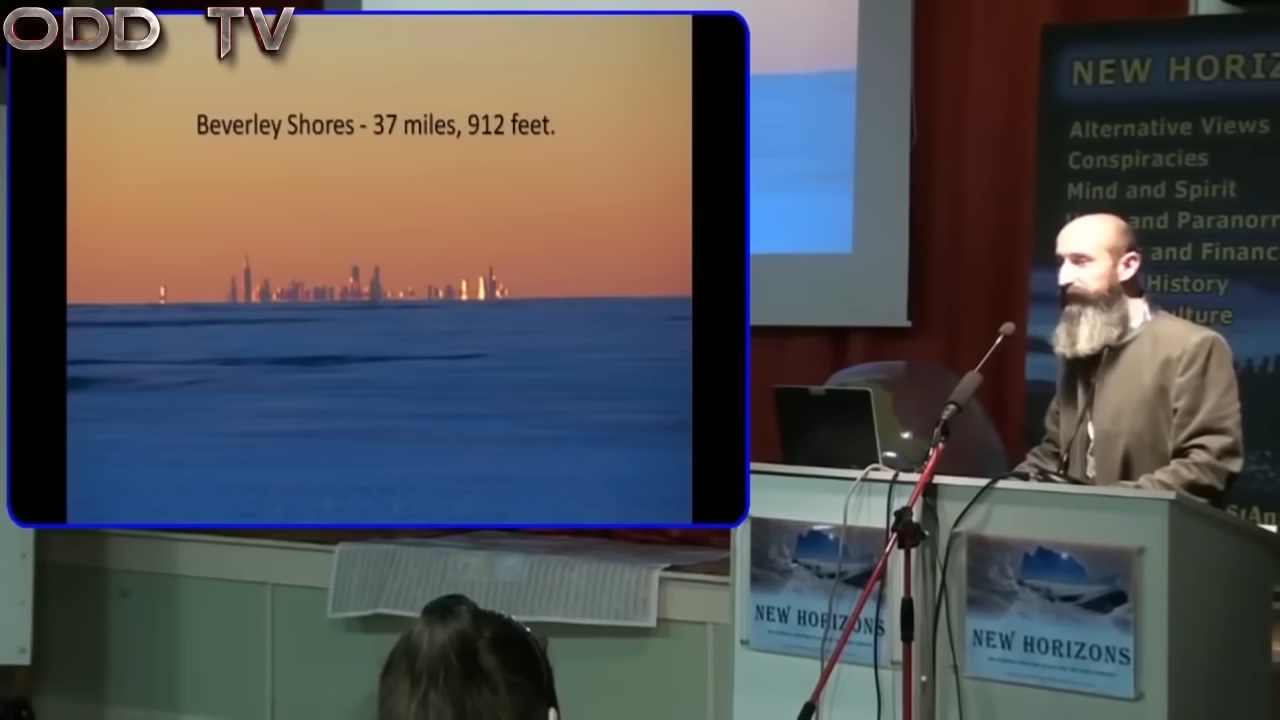 ODD TV
Beverley Shores - 37 miles, 912 feet.
NEW HORIZ
Alternative Views
Conspiracies
Mind and Spirit
and Paranorm
and Financ
History
NEW HORIZONS
NEW HORIZONS